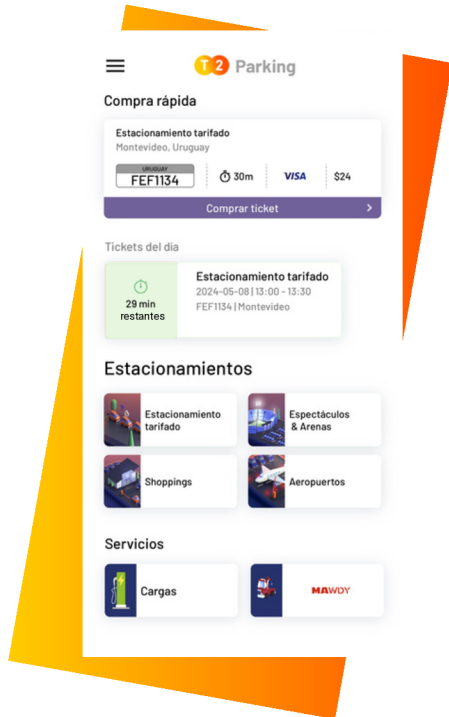 T2 Parking
Compra rápida
Estacionamiento tarifado
Montevideo, Uruguay
URUGUAY
FEF1134
30m
VISA
$24
Comprar ticket
Tickets del día
29 min
restantes
Estacionamiento tarifado
2024-05-08 | 13:00 - 13:30
FEF1134 | Montevideo
Estacionamientos
Estacionamiento
tarifado
Espectáculos
& Arenas
Shoppings
Aeropuertos
Servicios
Cargas
MAWDY